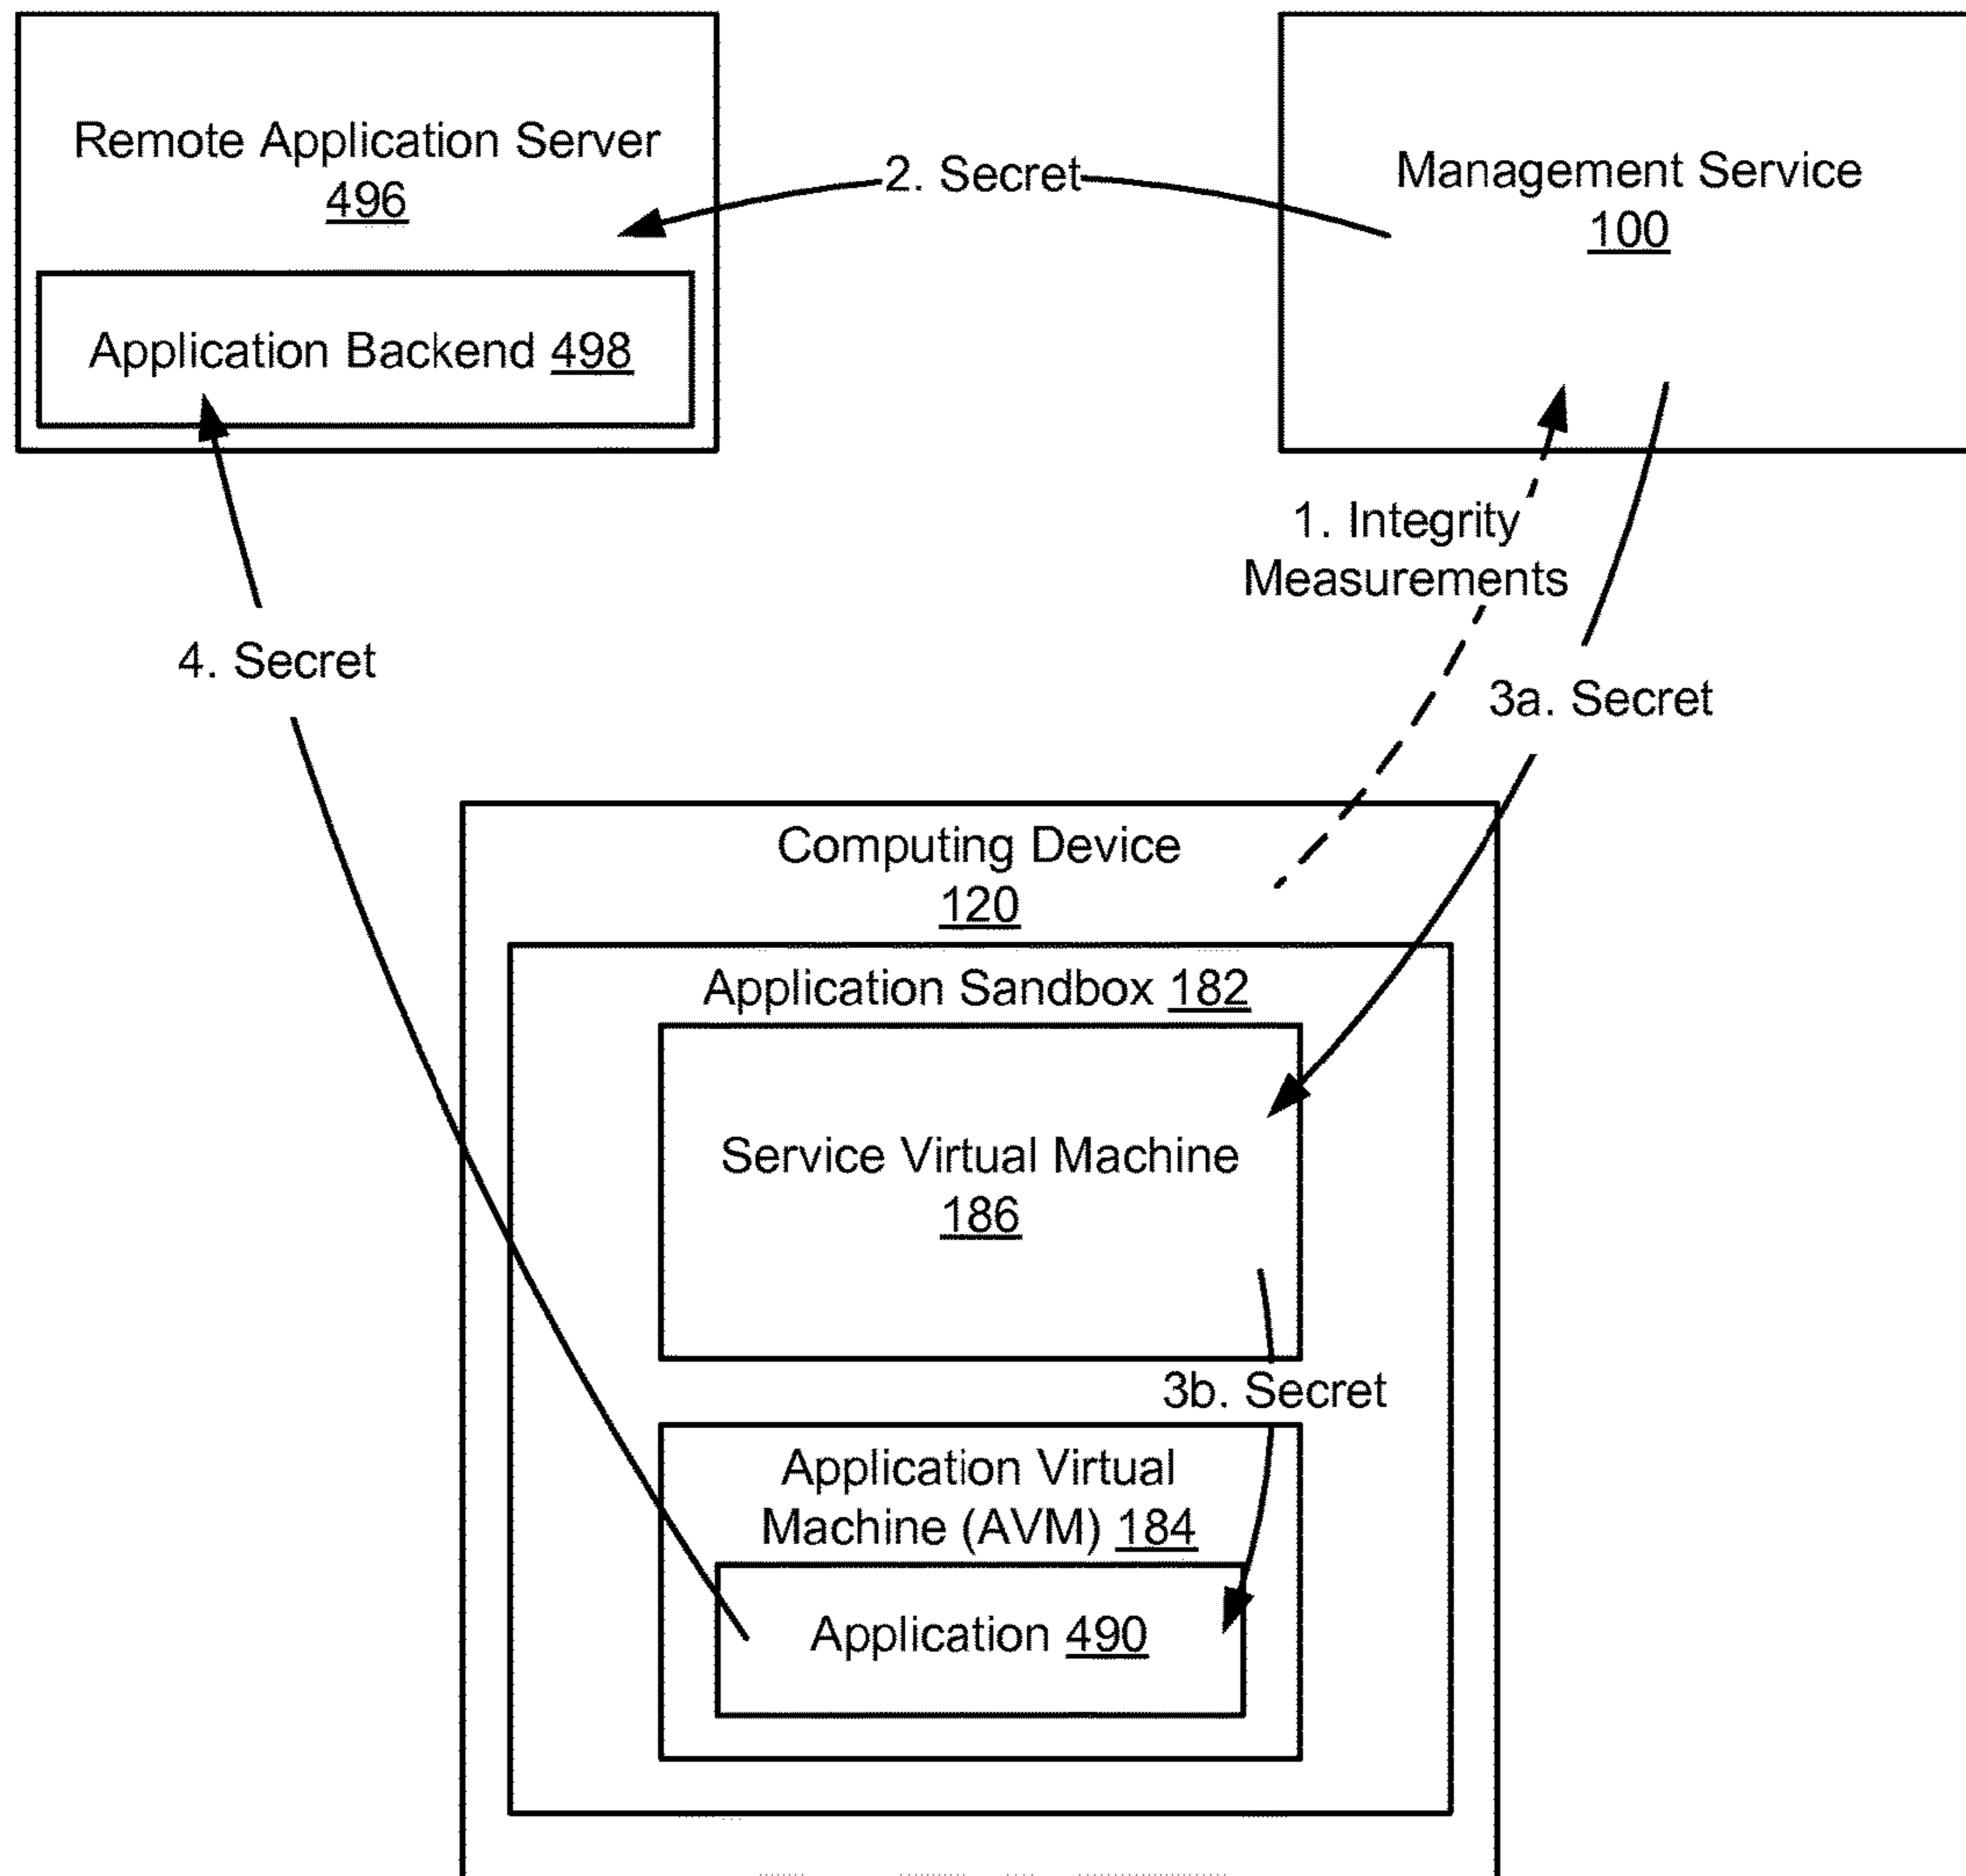 Remote Application Server
496
Application Backend 498
2. Secret
Management Service
100
1. Integrity
Measurements
3a. Secret
4. Secret
Computing Device
120
Application Sandbox 182
Service Virtual Machine
186
3b. Secret
Application Virtual
Machine (AVM) 184
Application 490